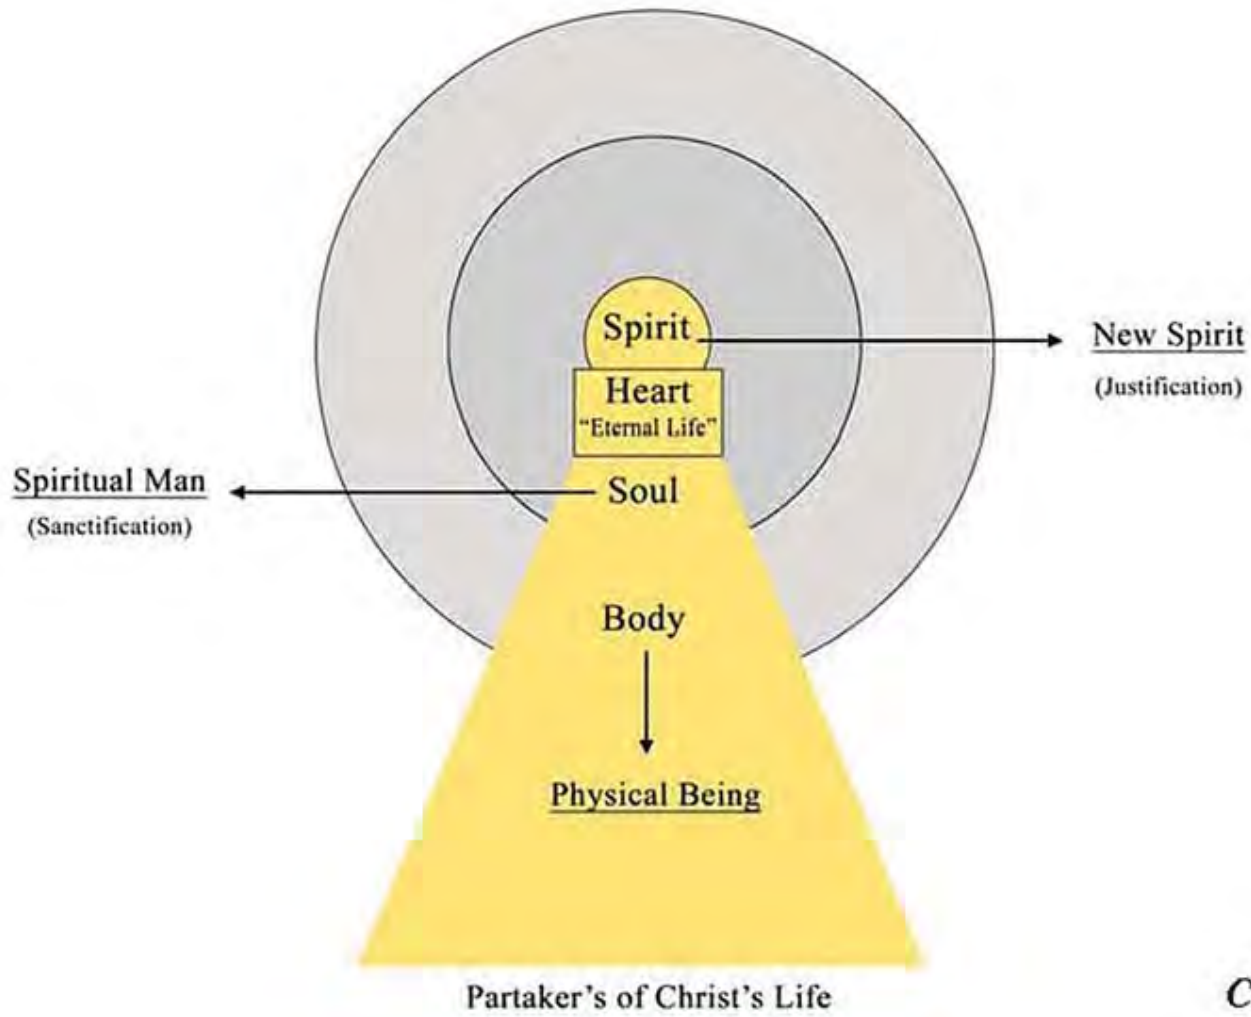 Spirit
New Spirit
Heart
(Justification)
"Eternal Life"
Spiritual Man
Soul
(Sanctification)
Body
Physical Being
Partaker's of Christ's Life
C